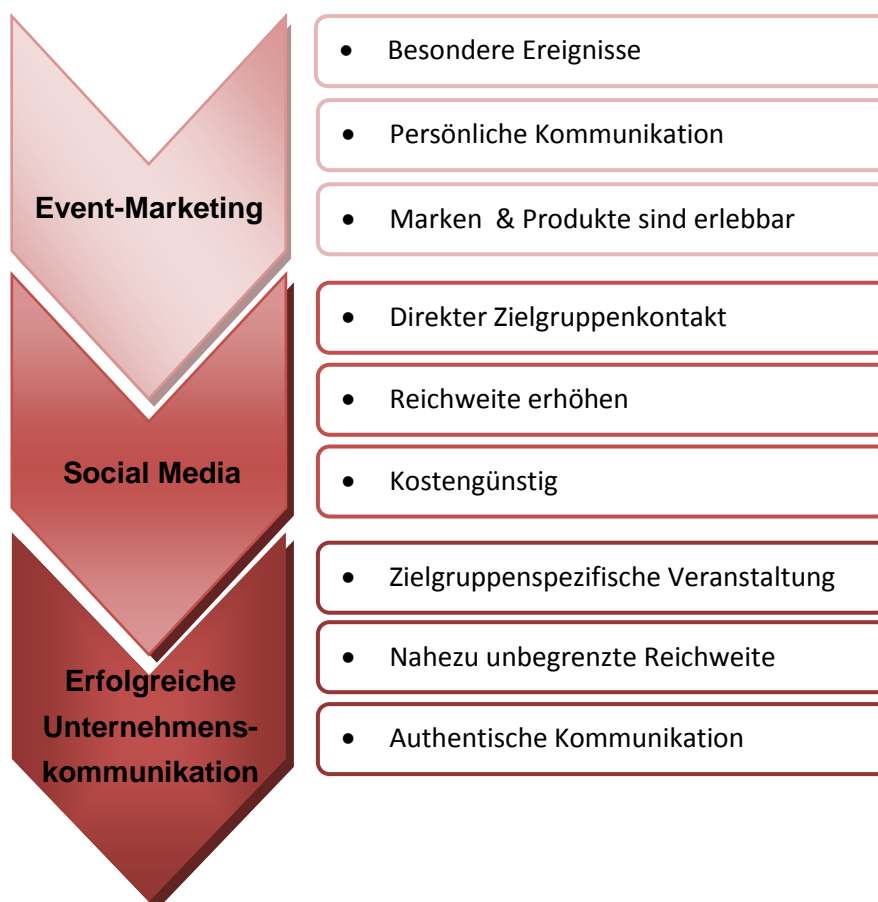 Event-Marketing
• Besondere Ereignisse
• Persönliche Kommunikation
• Marken & Produkte sind erlebbar
Social Media
• Direkter Zielgruppenkontakt
• Reichweite erhöhen
• Kostengünstig
Erfolgreiche
Unternehmens-
kommunikation
• Zielgruppenspezifische Veranstaltung
• Nahezu unbegrenzte Reichweite
• Authentische Kommunikation